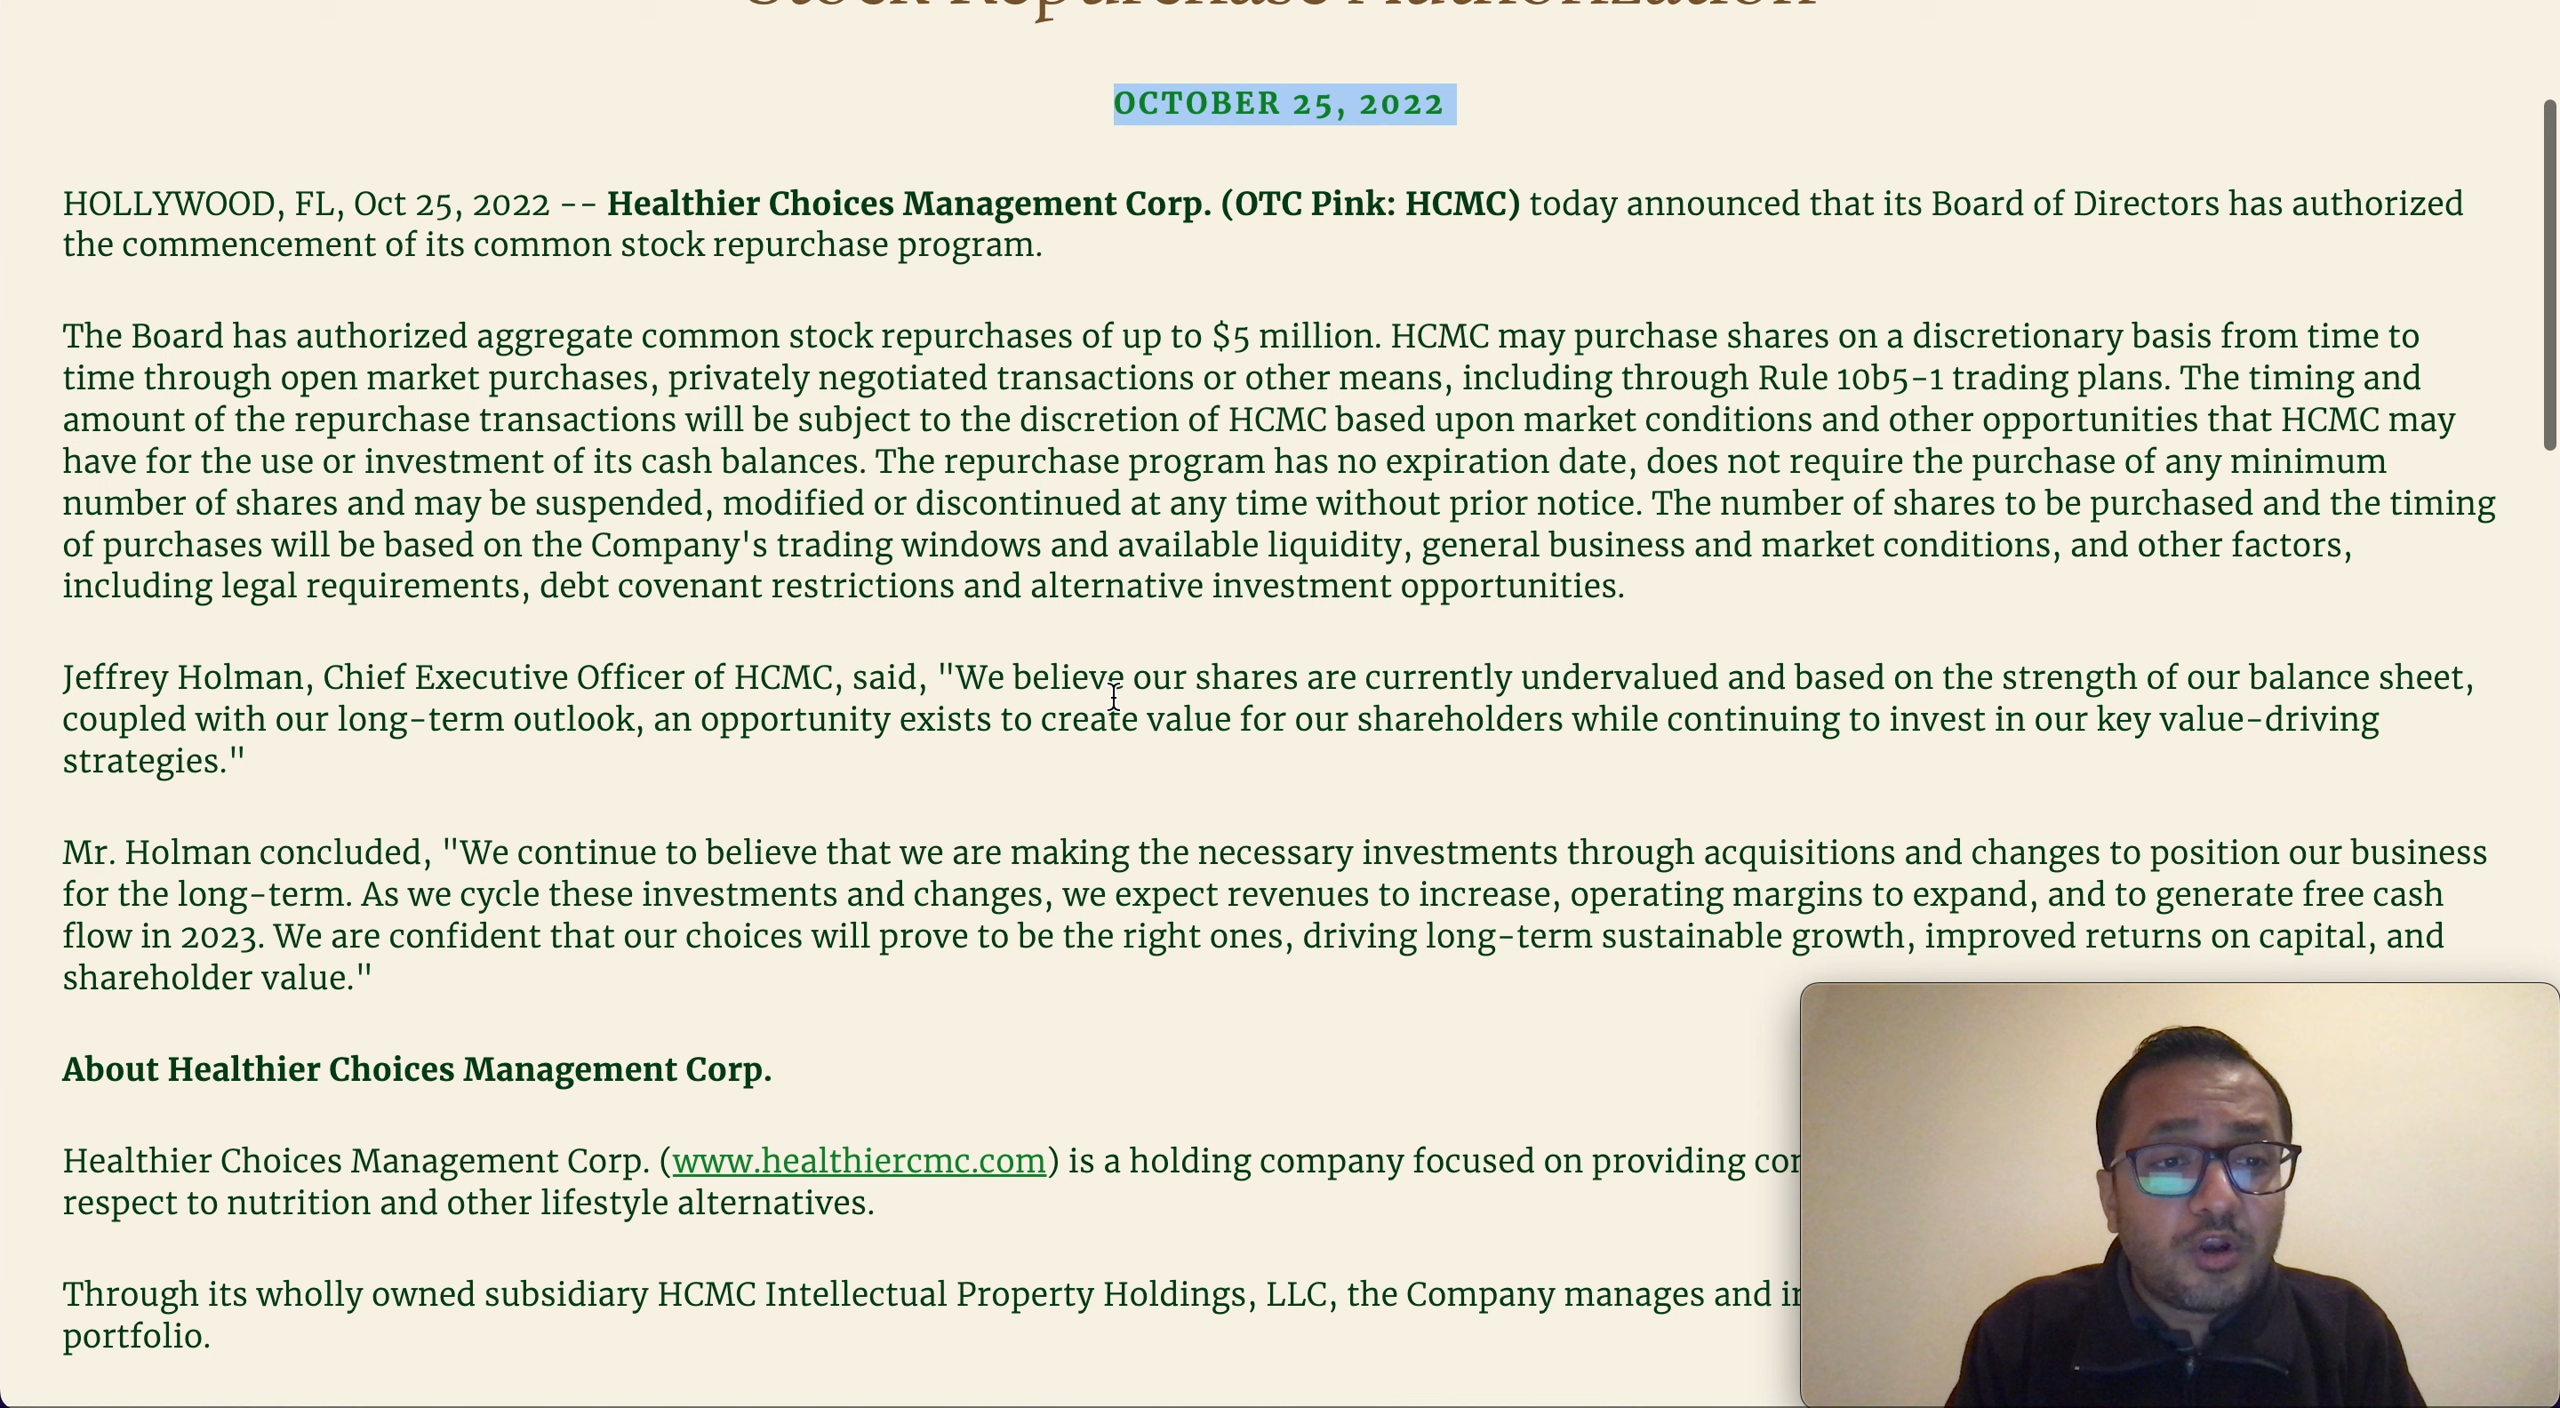 Stock Repurchase Authorization
OCTOBER 25, 2022
HOLLYWOOD, FL, Oct 25, 2022 -- Healthier Choices Management Corp. (OTC Pink: HCMC) today announced that its Board of Directors has authorized
the commencement of its common stock repurchase program.
The Board has authorized aggregate common stock repurchases of up to $5 million. HCMC may purchase shares on a discretionary basis from time to
time through open market purchases, privately negotiated transactions or other means, including through Rule 10b5-1 trading plans. The timing and
amount of the repurchase transactions will be subject to the discretion of HCMC based upon market conditions and other opportunities that HCMC may
have for the use or investment of its cash balances. The repurchase program has no expiration date, does not require the purchase of any minimum
number of shares and may be suspended, modified or discontinued at any time without prior notice. The number of shares to be purchased and the timing
of purchases will be based on the Company's trading windows and available liquidity, general business and market conditions, and other factors,
including legal requirements, debt covenant restrictions and alternative investment opportunities.
Jeffrey Holman, Chief Executive Officer of HCMC, said, "We believe our shares are currently undervalued and based on the strength of our balance sheet,
coupled with our long-term outlook, an opportunity exists to create value for our shareholders while continuing to invest in our key value-driving
strategies."
Mr. Holman concluded, "We continue to believe that we are making the necessary investments through acquisitions and changes to position our business
for the long-term. As we cycle these investments and changes, we expect revenues to increase, operating margins to expand, and to generate free cash
flow in 2023. We are confident that our choices will prove to be the right ones, driving long-term sustainable growth, improved returns on capital, and
shareholder value."
About Healthier Choices Management Corp.
Healthier Choices Management Corp. (www.healthiercmc.com) is a holding company focused on providing
respect to nutrition and other lifestyle alternatives.
Through its wholly owned subsidiary HCMC Intellectual Property Holdings, LLC, the Company manages and
portfolio.